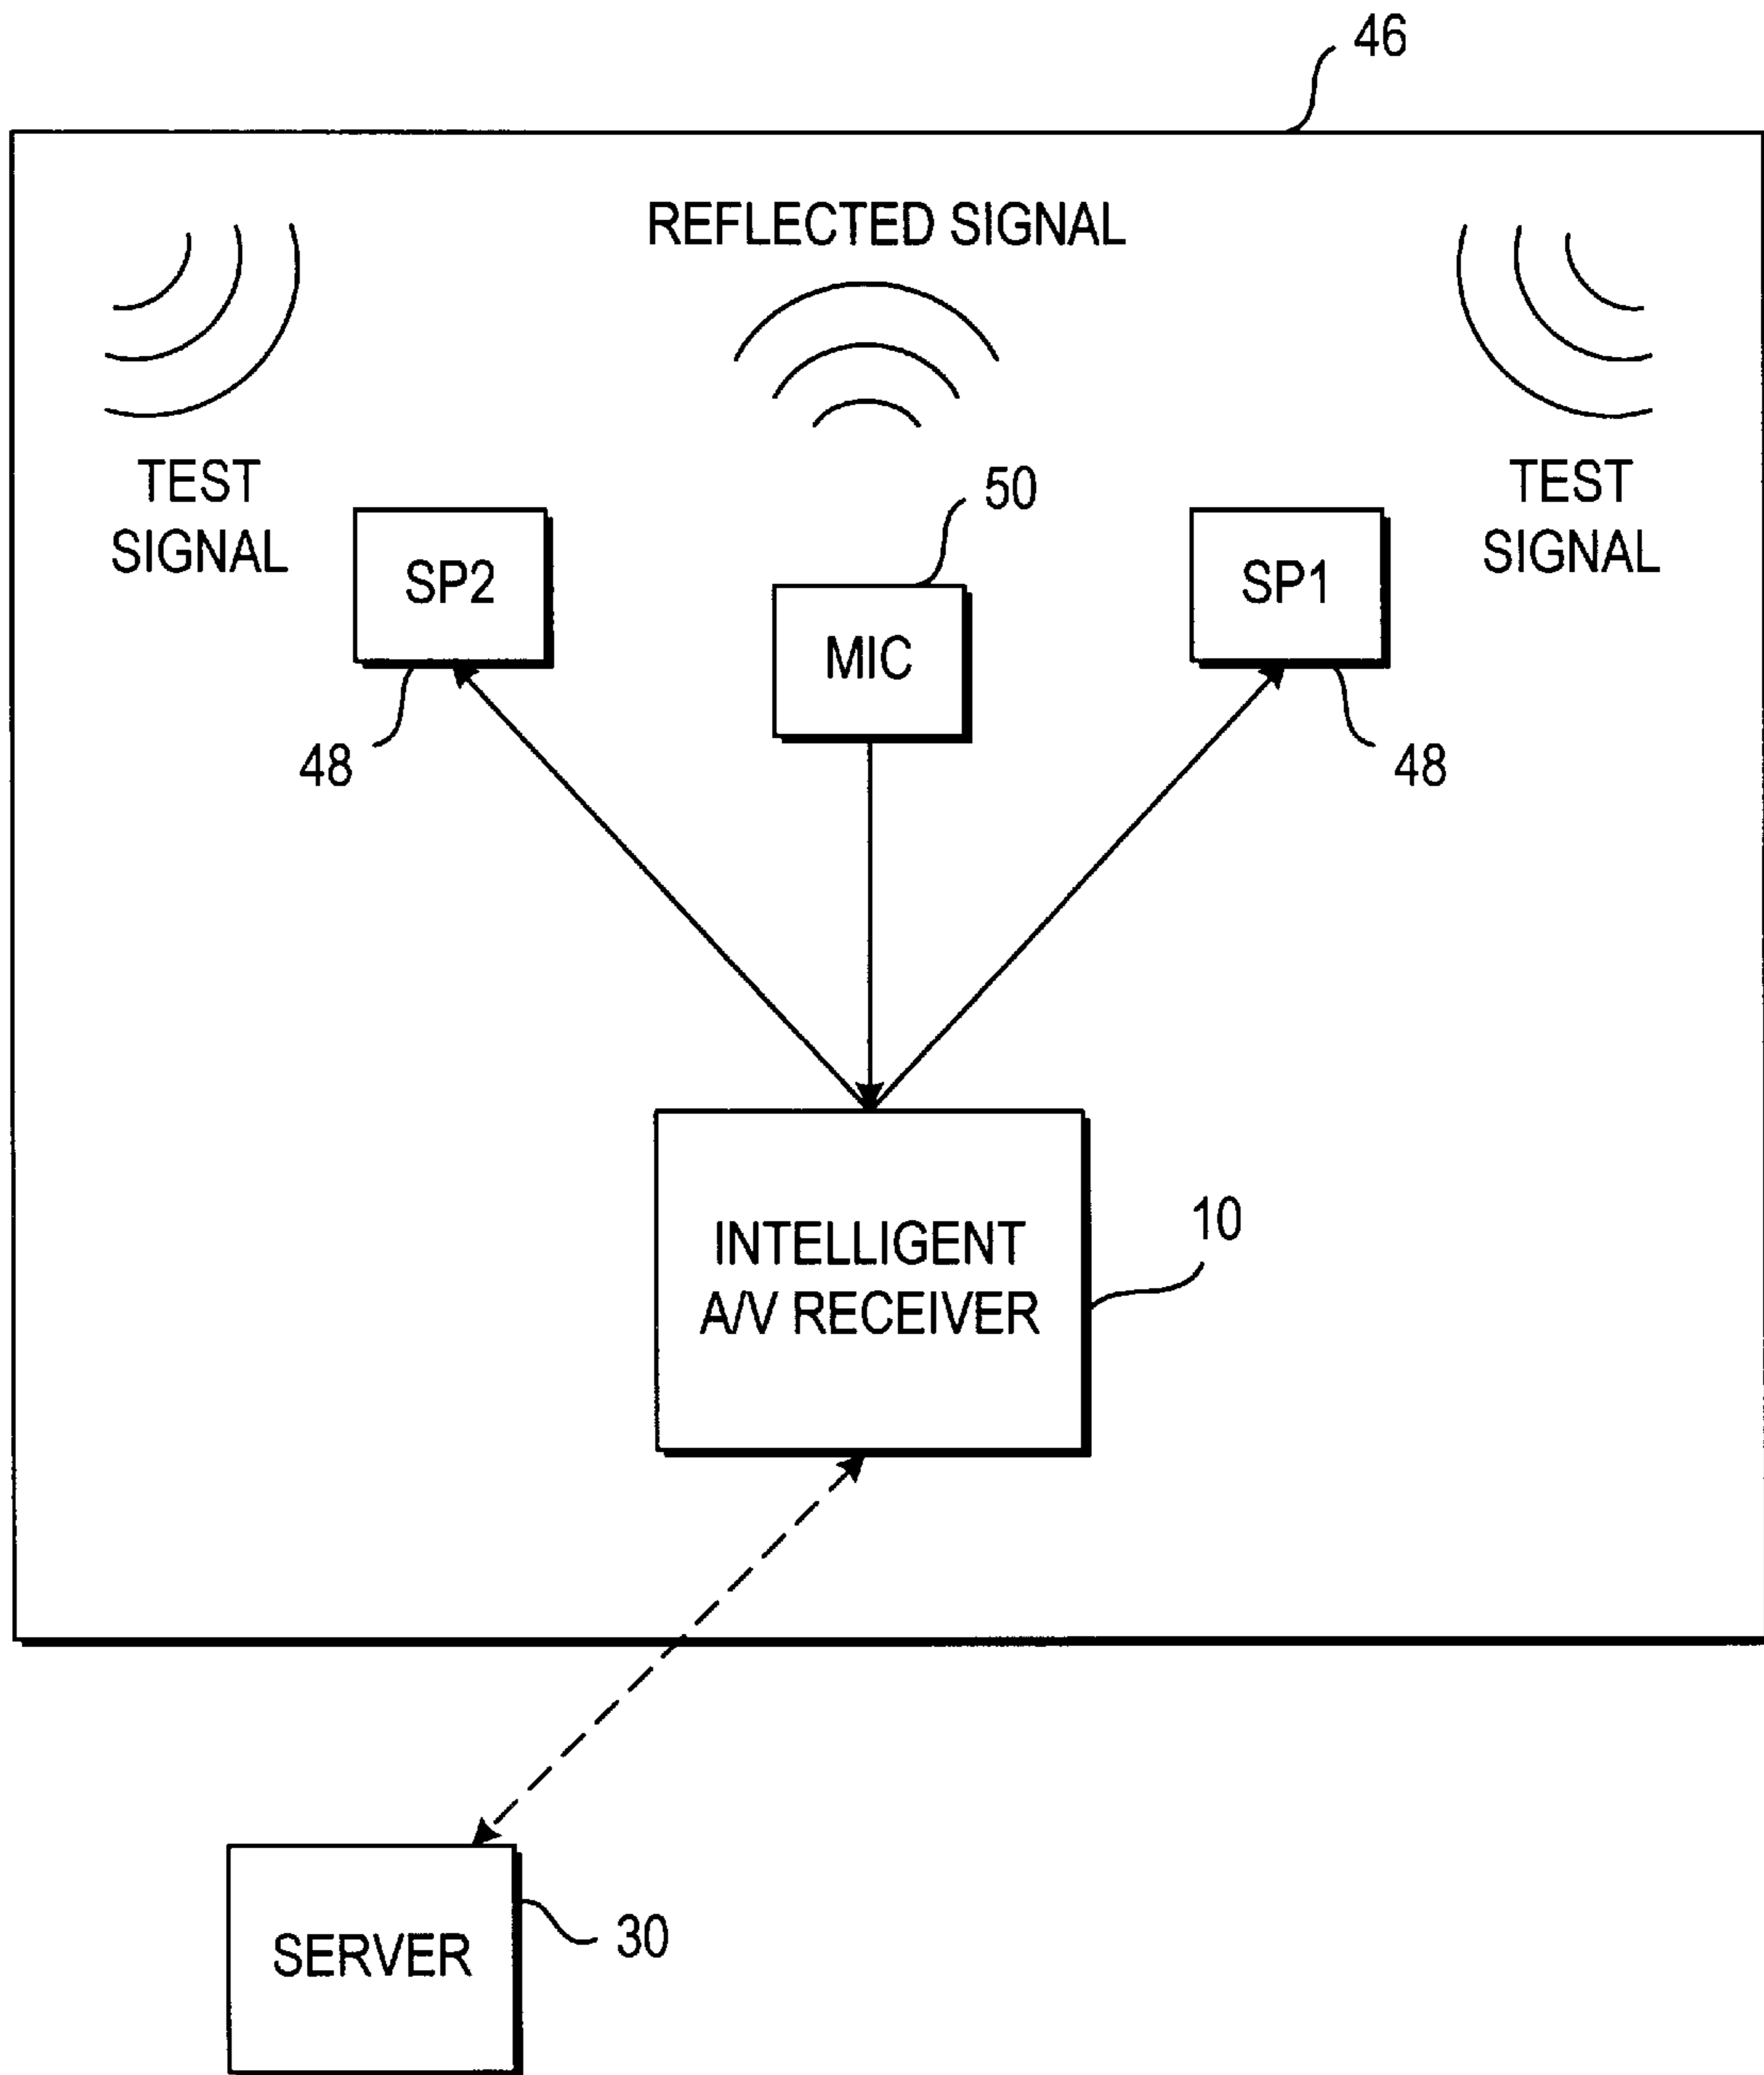 46
REFLECTED SIGNAL
TEST
SIGNAL
50
TEST
SIGNAL
SP2
MIC
SP1
48
48
INTELLIGENT
A/V RECEIVER
10
SERVER
30